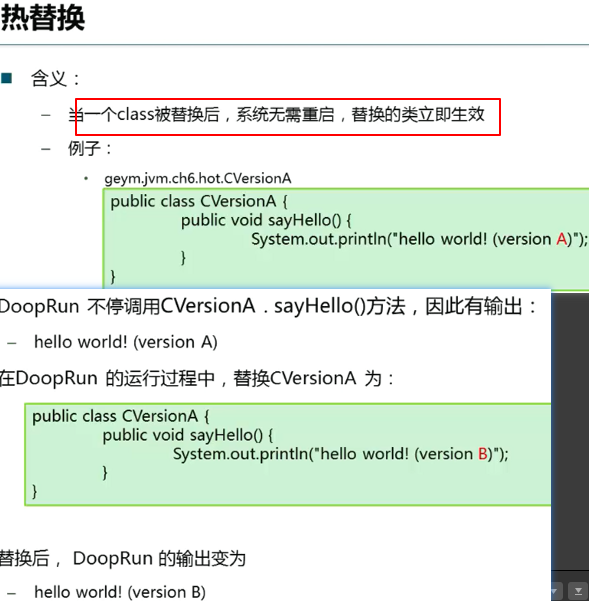 热替换
含义：
– 当一个class被替换后，系统无需重启，替换的类立即生效
– 例子：
• geym.jvm.ch6.hot.CVersionA
public class CVersionA {
public void sayHello() {
System.out.println("hello world! (version A)");
}
}
DoopRun 不停调用CVersionA . sayHello()方法，因此有输出：
– hello world! (version A)
在DoopRun 的运行过程中，替换CVersionA 为：
public class CVersionA {
public void sayHello() {
System.out.println("hello world! (version B)");
}
}
替换后， DoopRun 的输出变为
– hello world! (version B)